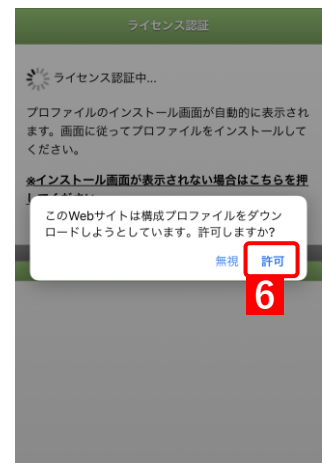 ライセンス認証
ライセンス認証中...
プロファイルのインストール画面が自動的に表示され
ます。画面に従ってプロファイルをインストールして
ください。
※インストール画面が表示されない場合はこちらを押
このWebサイトは構成プロファイルをダウン
ロードしようとしています。許可しますか?
無視 許可
6